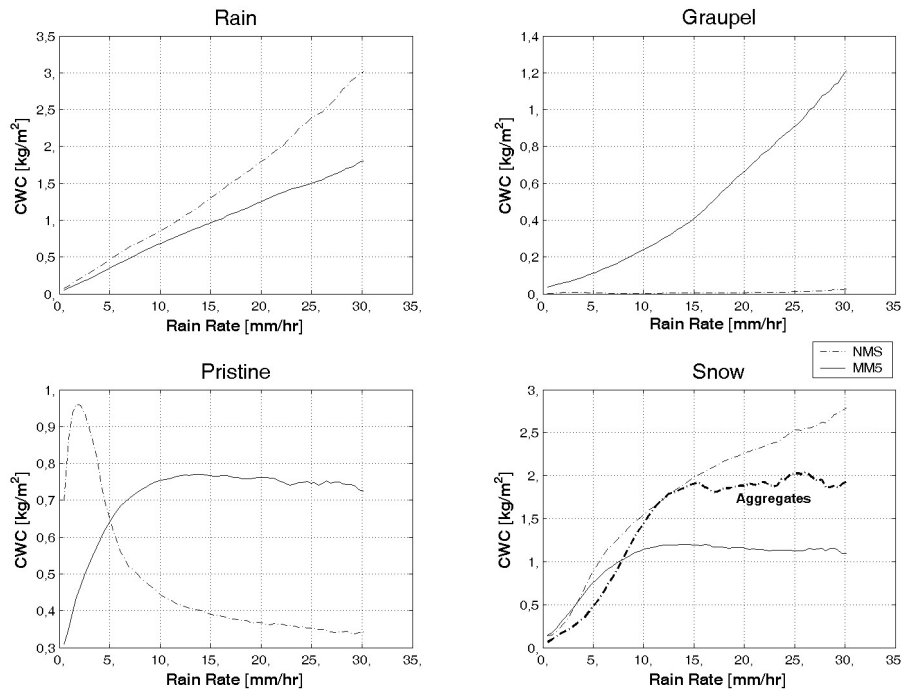 Rain
3,5
3,
2,5
2,
1,5
1,
0,5
0,
CWC [kg/m²]
0, 5, 10, 15, 20, 25, 30, 35,
Rain Rate [mm/hr]
Graupel
1,4
1,2
1,
0,8
0,6
0,4
0,2
0,
CWC [kg/m²]
0, 5, 10, 15, 20, 25, 30, 35,
Rain Rate [mm/hr]
NMS
MM5
Pristine
1,
0,9
0,8
0,7
0,6
0,5
0,4
0,3
CWC [kg/m²]
0, 5, 10, 15, 20, 25, 30, 35,
Rain Rate [mm/hr]
Snow
3,
2,5
2,
1,5
1,
0,5
0,
CWC [kg/m²]
Aggregates
0, 5, 10, 15, 20, 25, 30, 35,
Rain Rate [mm/hr]